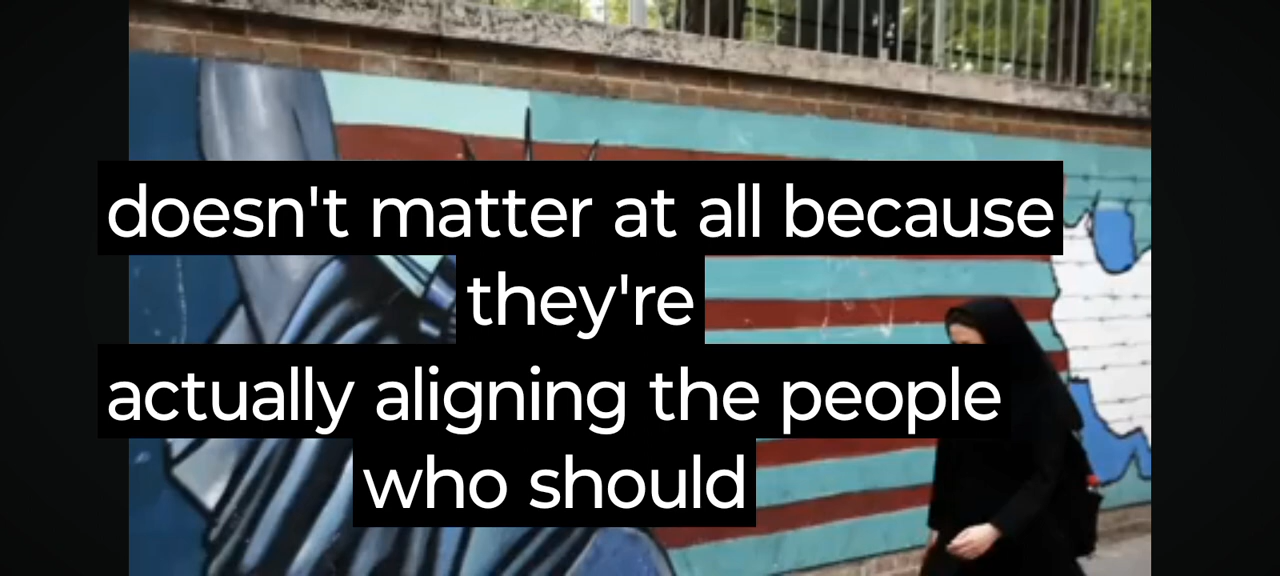 doesn't matter at all because
they're
actually aligning the people
who should